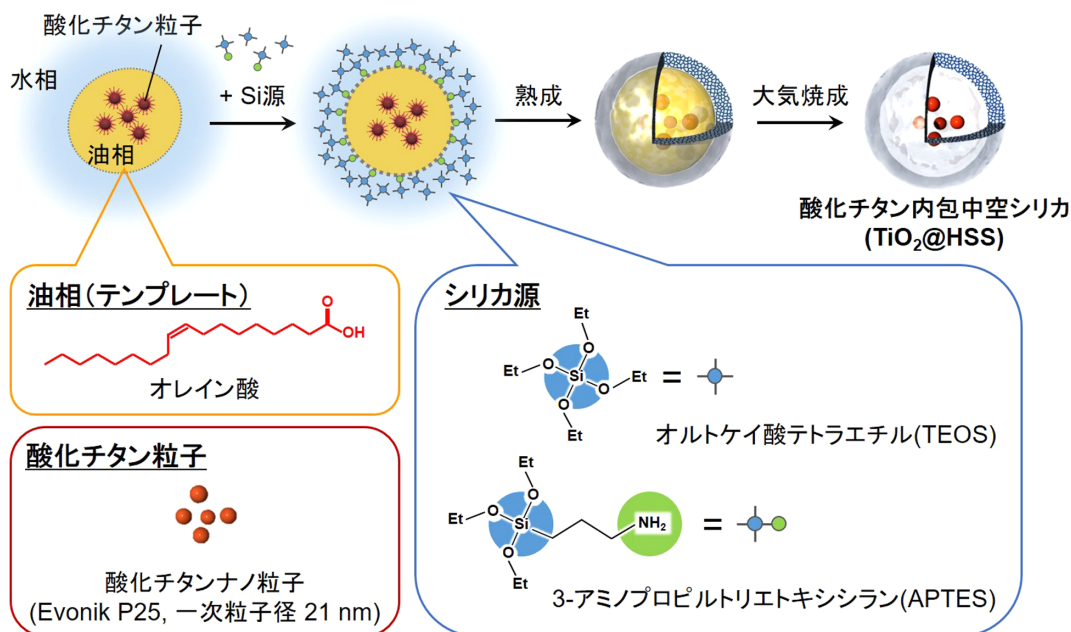 酸化チタン粒子
水相
油相
+ Si源
熟成
大気焼成
酸化チタン内包中空シリカ
(TiO₂@HSS)
油相(テンプレート)
O
OH
オレイン酸
酸化チタン粒子
酸化チタンナノ粒子
(Evonik P25, 一次粒子径 21 nm)
シリカ源
Et
O
Et
O
Si
O
Et
O
Et
=
オルトケイ酸テトラエチル(TEOS)
Et
O
Et
O
Si
O
Et
NH₂
=
3-アミノプロピルトリエトキシシラン(APTES)